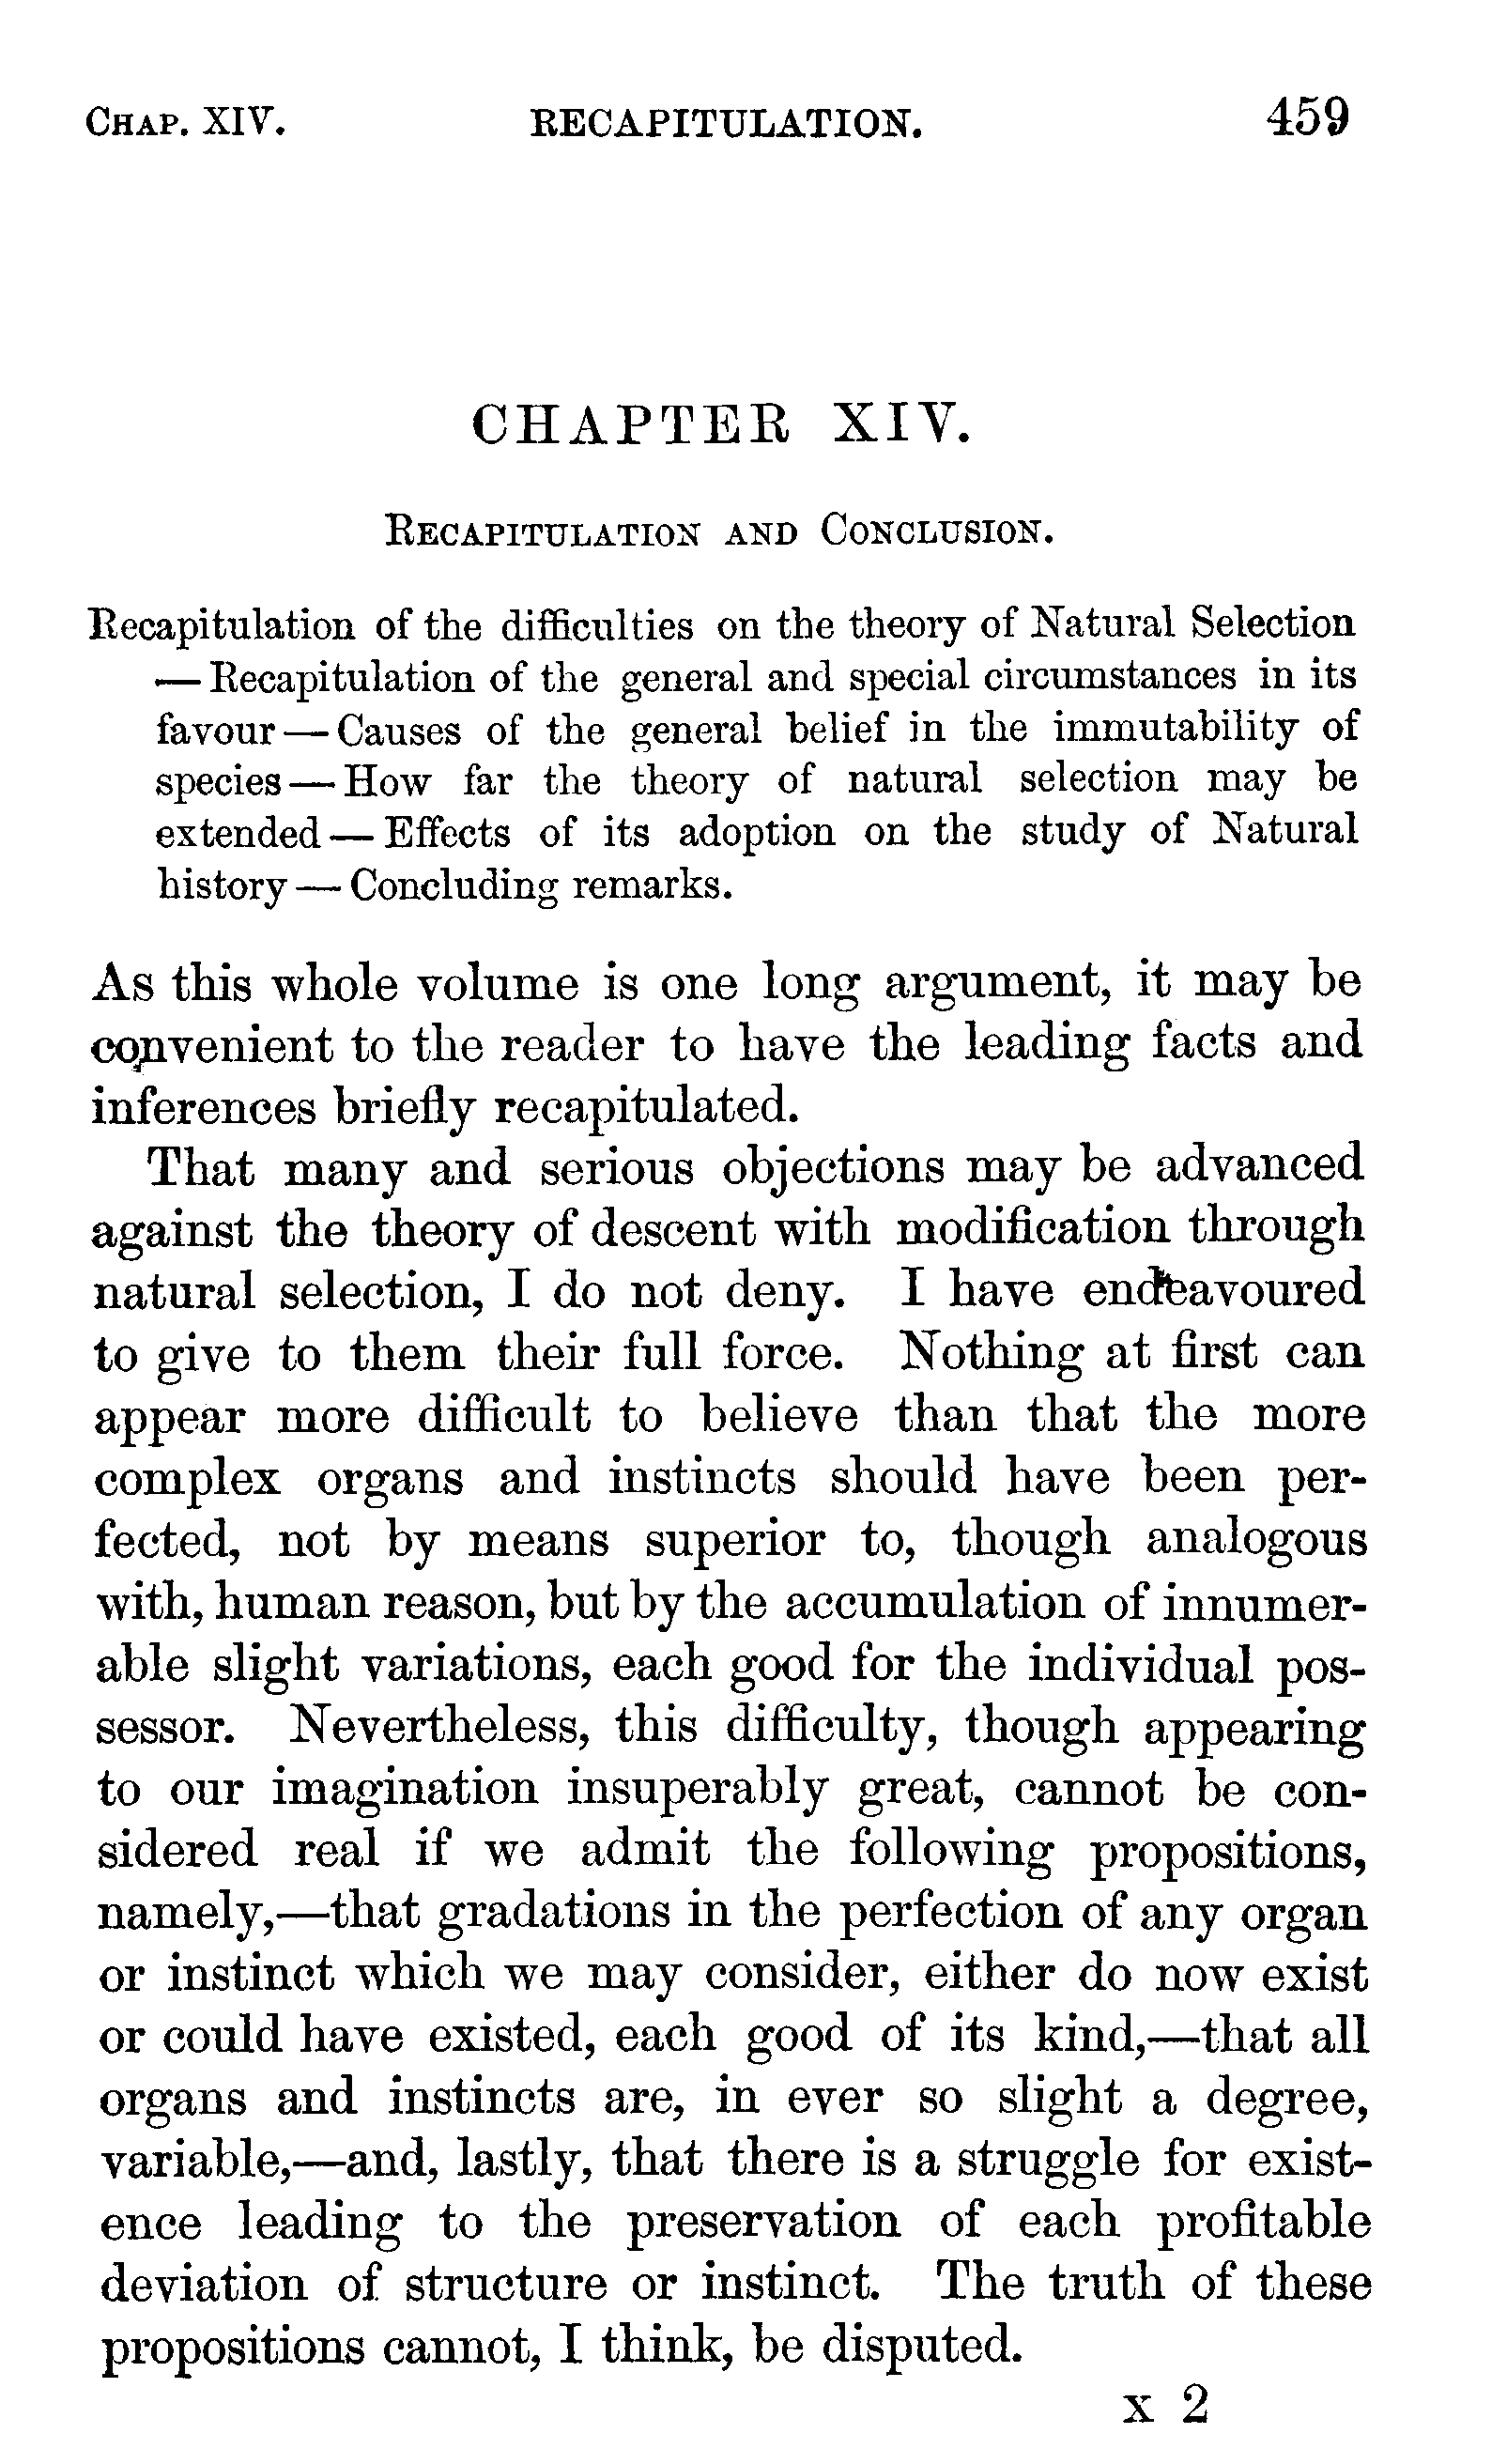 CHAP. XIV. RECAPITULATION. 459
CHAPTER XIV.
RECAPITULATION AND CONCLUSION.
Recapitulation of the difficulties on the theory of Natural Selection
— Recapitulation of the general and special circumstances in its
favour — Causes of the general belief in the immutability of
species — How far the theory of natural selection may be
extended — Effects of its adoption on the study of Natural
history — Concluding remarks.
As this whole volume is one long argument, it may be
convenient to the reader to have the leading facts and
inferences briefly recapitulated.
That many and serious objections may be advanced
against the theory of descent with modification through
natural selection, I do not deny. I have endeavoured
to give to them their full force. Nothing at first can
appear more difficult to believe than that the more
complex organs and instincts should have been per-
fected, not by means superior to, though analogous
with, human reason, but by the accumulation of innumer-
able slight variations, each good for the individual pos-
sessor. Nevertheless, this difficulty, though appearing
to our imagination insuperably great, cannot be con-
sidered real if we admit the following propositions,
namely,—that gradations in the perfection of any organ
or instinct which we may consider, either do now exist
or could have existed, each good of its kind,—that all
organs and instincts are, in ever so slight a degree,
variable,—and, lastly, that there is a struggle for exist-
ence leading to the preservation of each profitable
deviation of structure or instinct. The truth of these
propositions cannot, I think, be disputed.
X 2